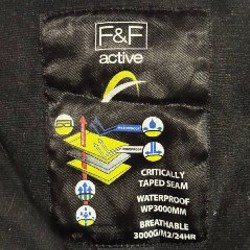 F&F
active
CRITICALLY
TAPED SEAM
WATERPROOF
WP3000MM
BREATHABLE
3000G/M2/24HR